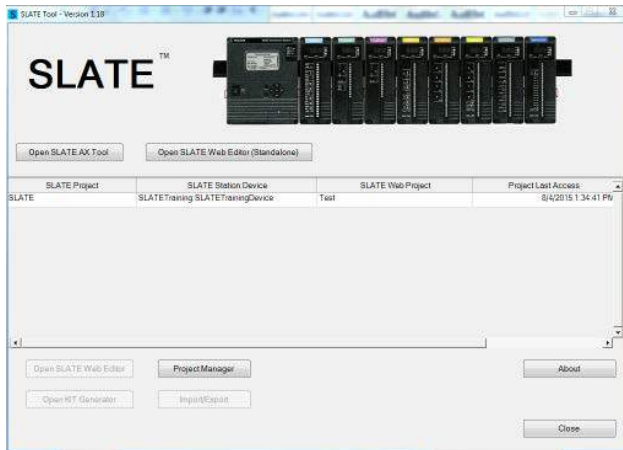 SLATE Tool - Version 1.18
SLATE™
Open SLATE AX Tool
Open SLATE Web Editor (Standalone)
SLATE Project SLATE Station:Device SLATE Web Project Project Last Access
SLATE SLATETraining:SLATETrainingDevice Test 8/4/2015 1:34:41 PM
Open SLATE Web Editor
Project Manager
About
Open KIT Generator
Import/Export
Close